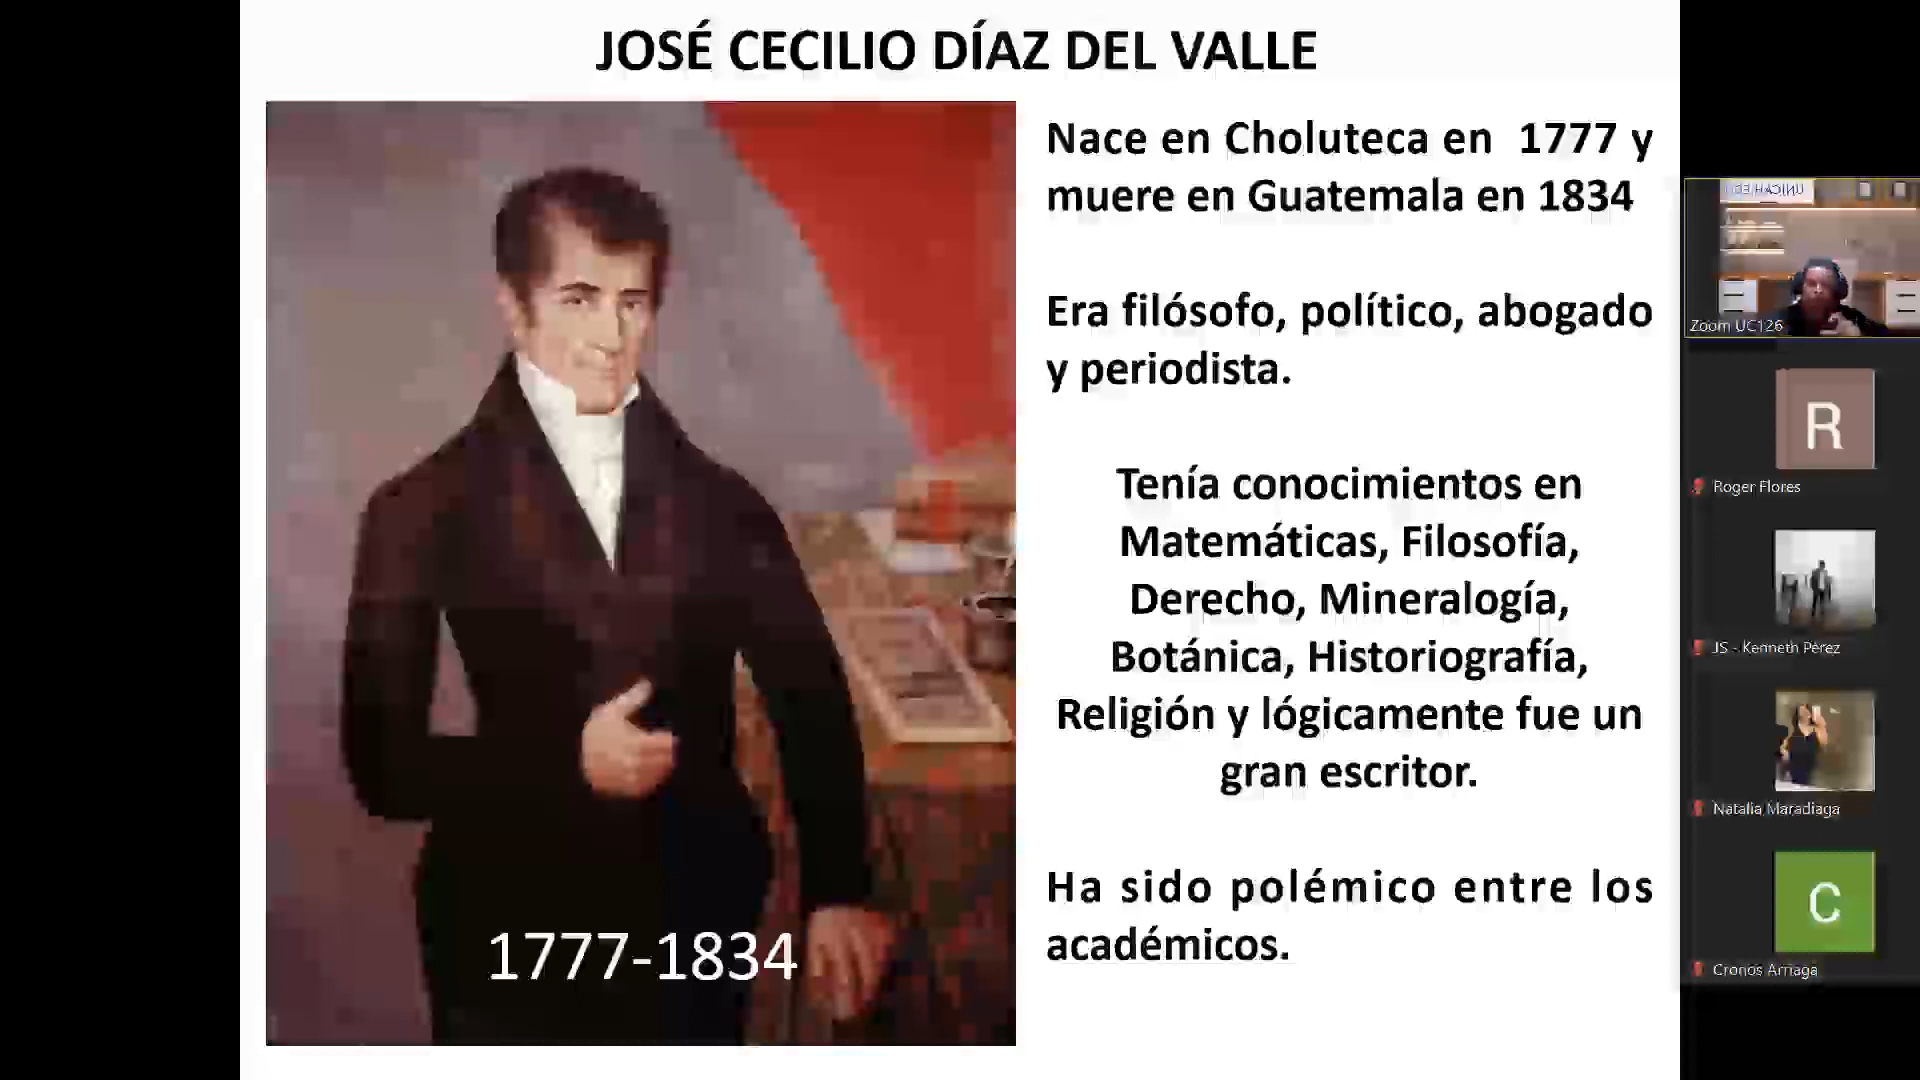 JOSÉ CECILIO DÍAZ DEL VALLE
Nace en Choluteca en 1777 y
muere en Guatemala en 1834
Era filósofo, político, abogado
y periodista.
Tenía conocimientos en
Matemáticas, Filosofía,
Derecho, Mineralogía,
Botánica, Historiografía,
Religión y lógicamente fue un
gran escritor.
Ha sido polémico entre los
académicos.
1777-1834
Zoom UC126
R
Roger Flores
JS - Kenneth Pérez
Natalia Maradiaga
C
Cronos Arriaga